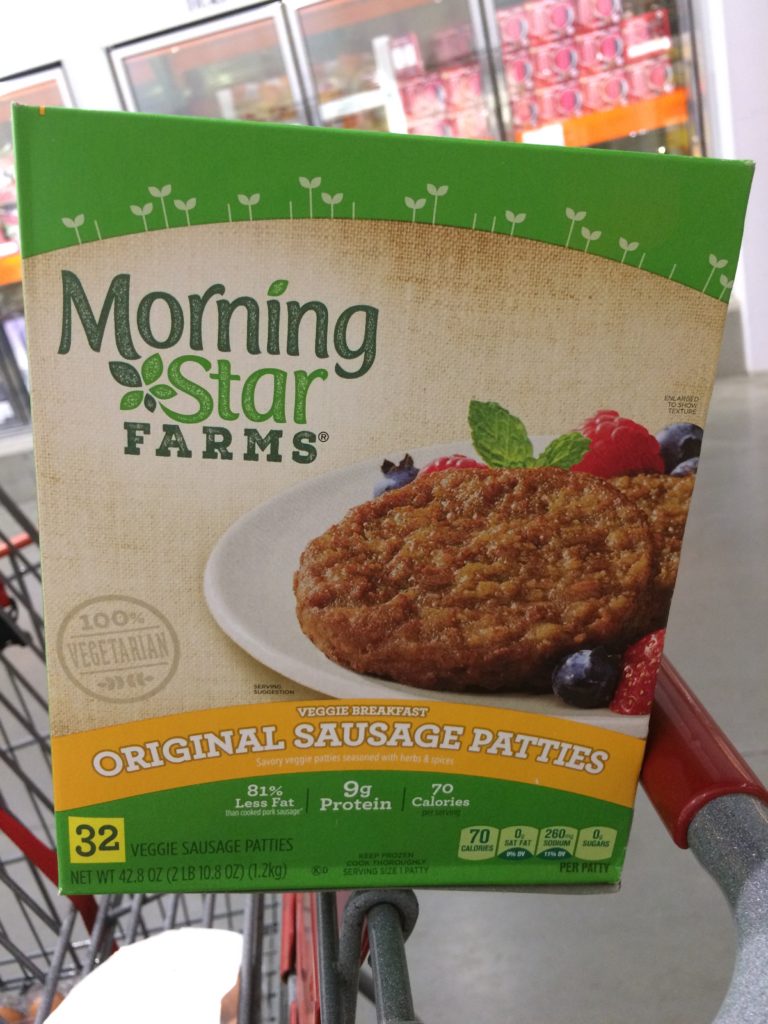 ENLARGED
TO SHOW
TEXTURE
Morning
Star
FARMS®
100%
VEGETARIAN
SERVING
SUGGESTION
VEGGIE BREAKFAST
ORIGINAL SAUSAGE PATTIES
Savory veggie patties seasoned with herbs & spices
81%
Less Fat
than cooked pork sausage*
9g
Protein
70
Calories
per serving
32 VEGGIE SAUSAGE PATTIES
NET WT 42.8 OZ (2 LB 10.8 OZ) (1.2kg)
KEEP FROZEN
COOK THOROUGHLY
SERVING SIZE 1 PATTY
70
CALORIES
0g
SAT FAT
0% DV
260mg
SODIUM
11% DV
0g
SUGARS
PER PATTY